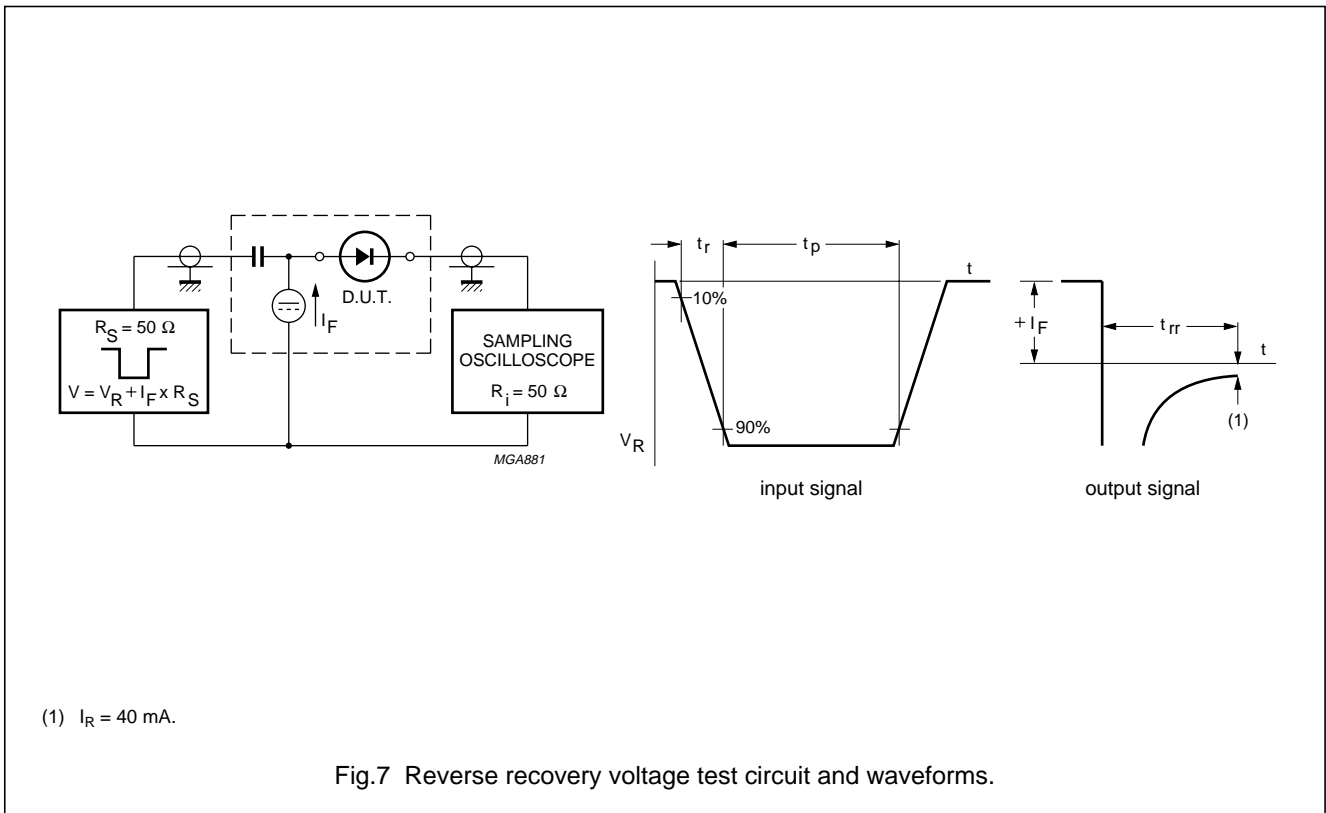 R_S = 50 Ω
V = V_R + I_F x R_S
I_F
D.U.T.
SAMPLING
OSCILLOSCOPE
R_i = 50 Ω
MGA881
t_r
t_p
t
10%
90%
V_R
input signal
+ I_F
t_rr
t
(1)
output signal
(1) I_R = 40 mA.
Fig.7 Reverse recovery voltage test circuit and waveforms.